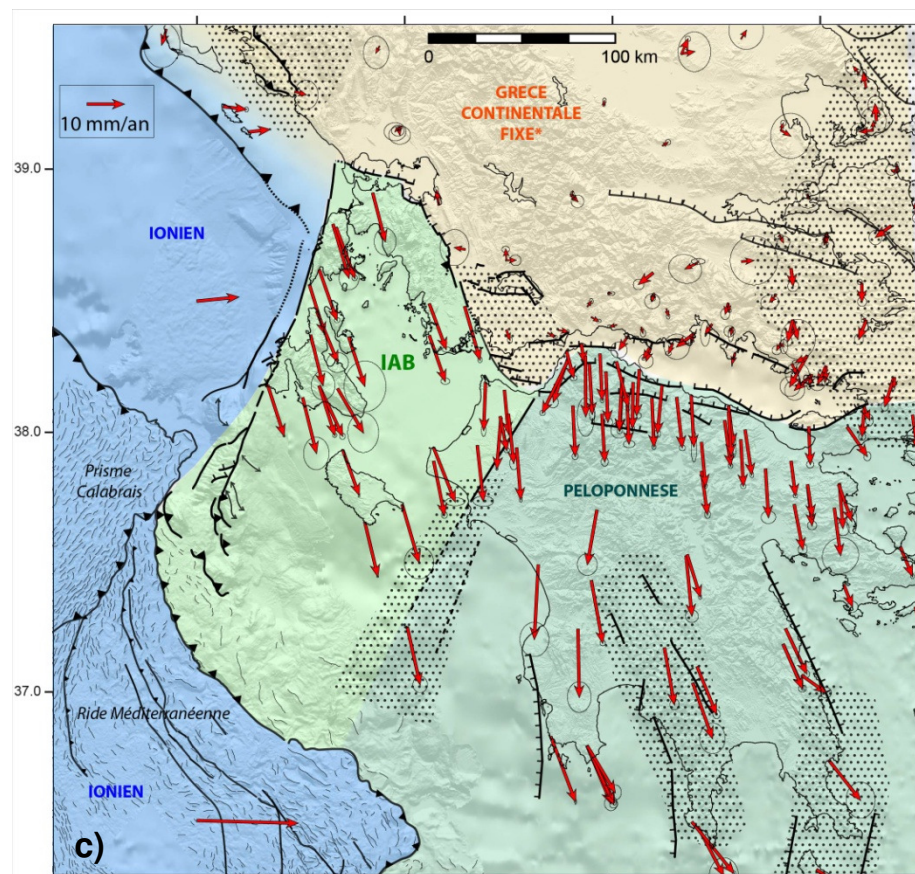 0
100 km
10 mm/an
GRECE
CONTINENTALE
FIXE*
39.0
IONIEN
IAB
38.0
Prisme
Calabrais
PELOPONNESE
37.0
Ride Méditerranéenne
IONIEN
c)